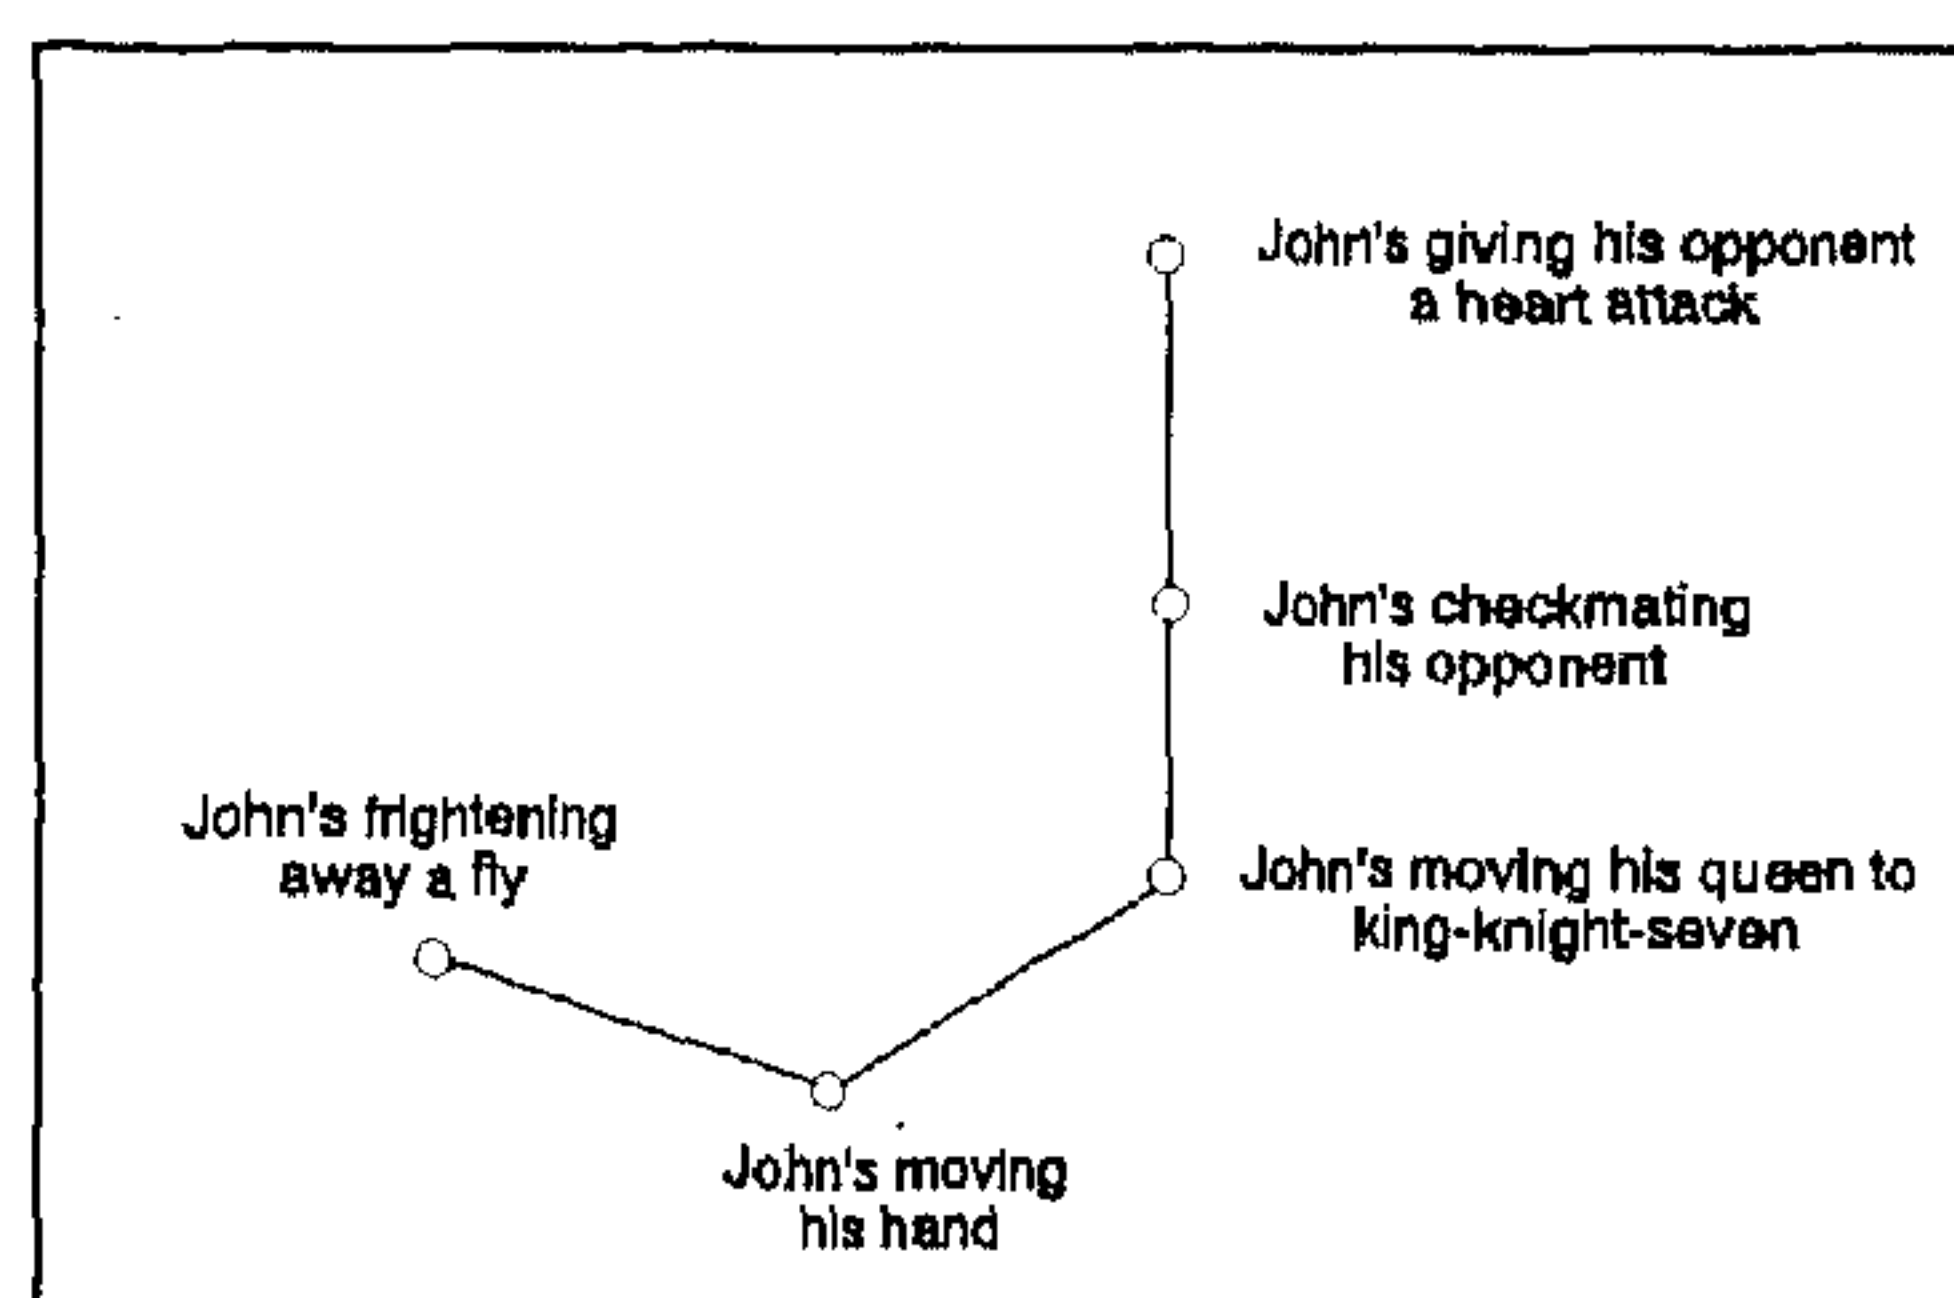 John's giving his opponent
a heart attack
John's checkmating
his opponent
John's frightening
away a fly
John's moving his queen to
king-knight-seven
John's moving
his hand